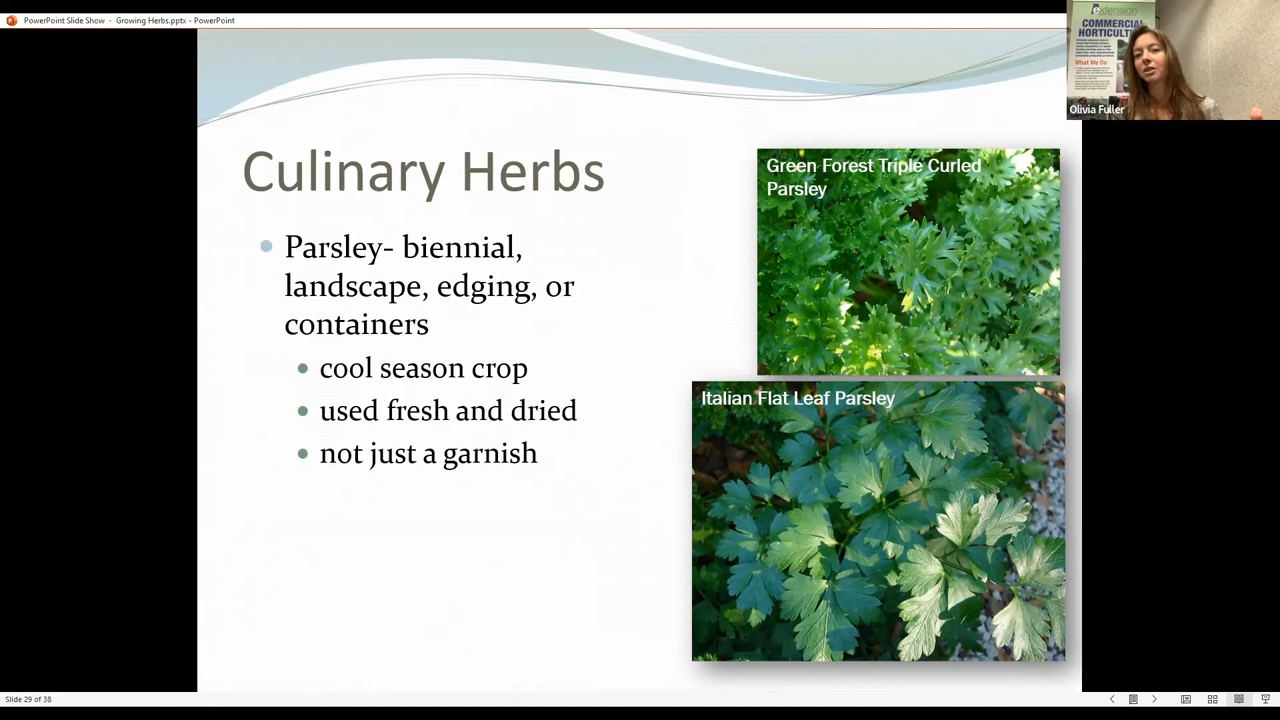 PowerPoint Slide Show - Growing Herbs.pptx - PowerPoint
extension
COMMERCIAL
HORTICULTU
What We Do
Olivia Fuller
Culinary Herbs
Parsley- biennial,
landscape, edging, or
containers
cool season crop
used fresh and dried
not just a garnish
Green Forest Triple Curled
Parsley
Italian Flat Leaf Parsley
Slide 29 of 38